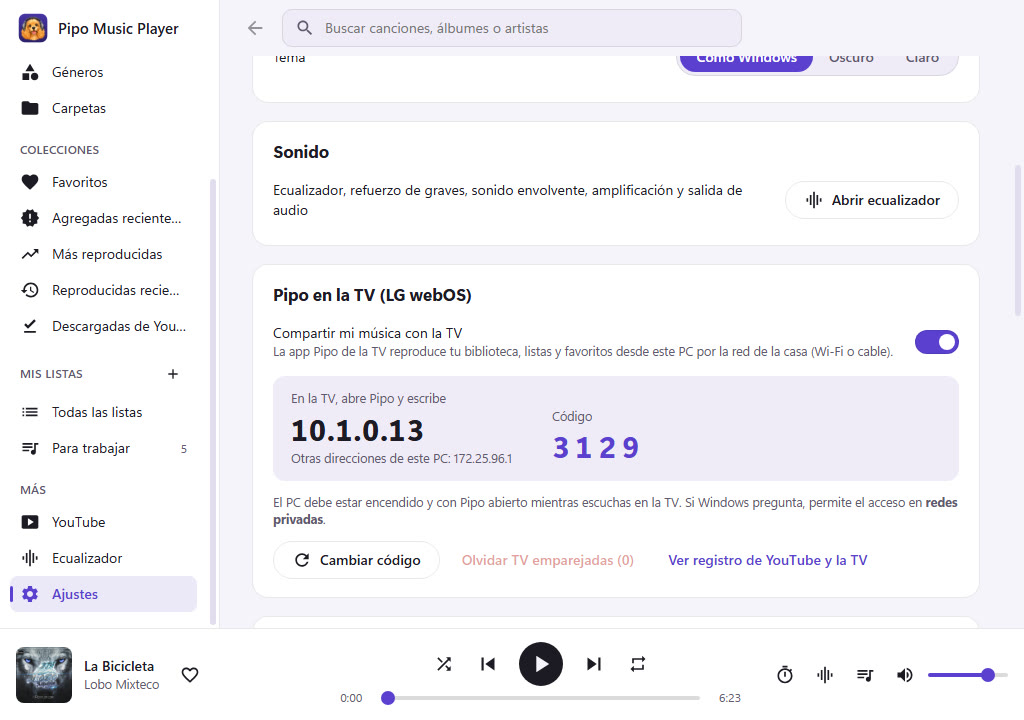 Pipo Music Player
Buscar canciones, álbumes o artistas
Géneros
Carpetas
COLECCIONES
Favoritos
Agregadas reciente...
Más reproducidas
Reproducidas recie...
Descargadas de You...
MIS LISTAS
Todas las listas
Para trabajar 5
MÁS
YouTube
Ecualizador
Ajustes
Tema
Como Windows Oscuro Claro
Sonido
Ecualizador, refuerzo de graves, sonido envolvente, amplificación y salida de
audio
Abrir ecualizador
Pipo en la TV (LG webOS)
Compartir mi música con la TV
La app Pipo de la TV reproduce tu biblioteca, listas y favoritos desde este PC por la red de la casa (Wi-Fi o cable).
En la TV, abre Pipo y escribe
10.1.0.13
Otras direcciones de este PC: 172.25.96.1
Código
3129
El PC debe estar encendido y con Pipo abierto mientras escuchas en la TV. Si Windows pregunta, permite el acceso en redes
privadas.
Cambiar código
Olvidar TV emparejadas (0)
Ver registro de YouTube y la TV
La Bicicleta
Lobo Mixteco
0:00
6:23